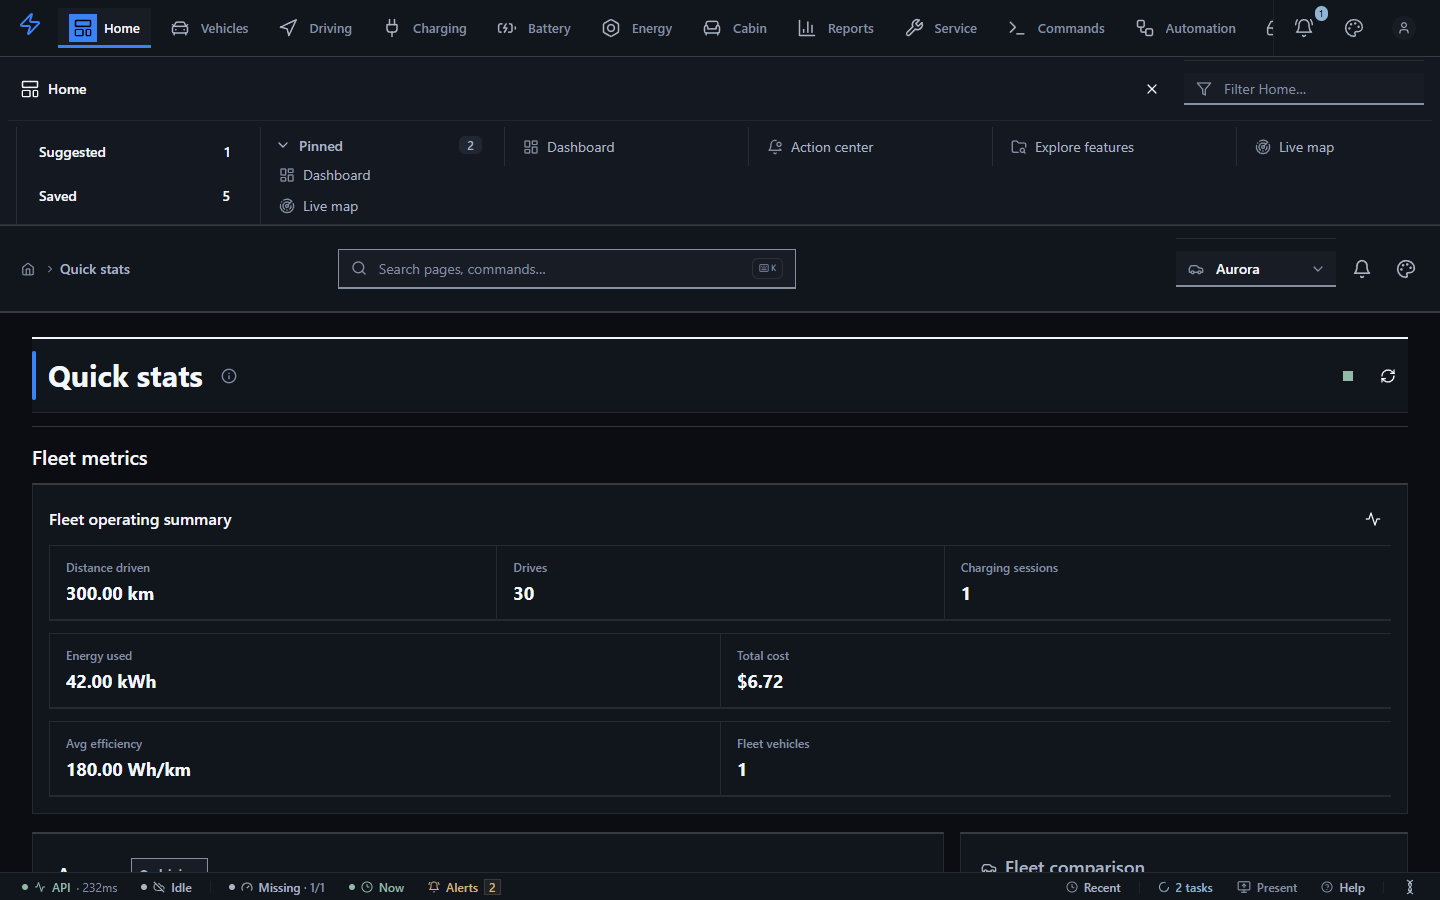 Home
Vehicles
Driving
Charging
Battery
Energy
Cabin
Reports
Service
Commands
Automation
1
Home
Filter Home...
Suggested 1
Saved 5
Pinned 2
Dashboard
Live map
Dashboard
Action center
Explore features
Live map
Quick stats
Search pages, commands...
K
Aurora
Quick stats
Fleet metrics
Fleet operating summary
Distance driven
300.00 km
Drives
30
Charging sessions
1
Energy used
42.00 kWh
Total cost
$6.72
Avg efficiency
180.00 Wh/km
Fleet vehicles
1
Fleet comparison
API · 232ms
Idle
Missing · 1/1
Now
Alerts 2
Recent
2 tasks
Present
Help